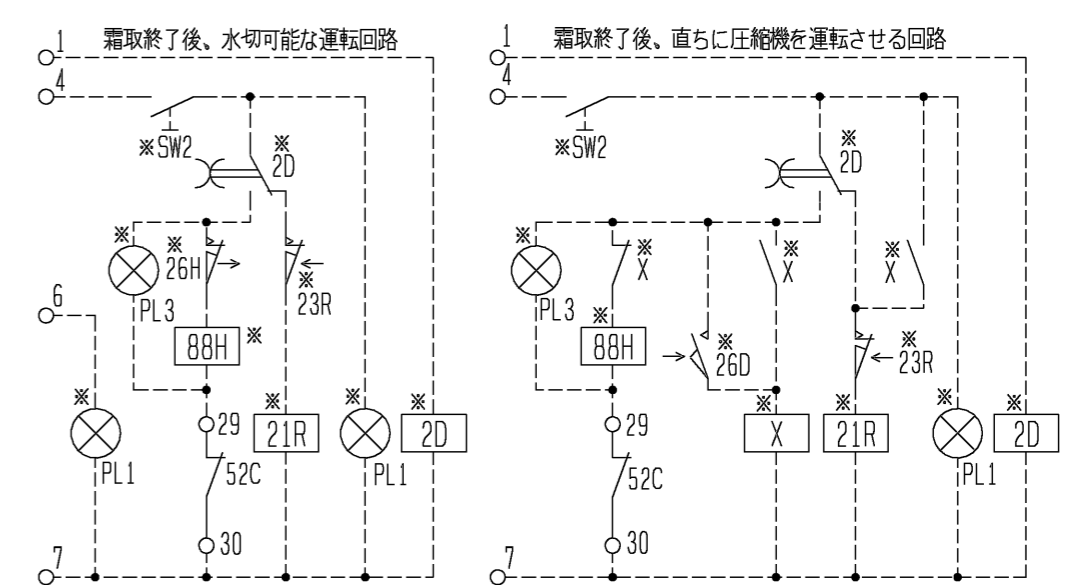 1 霜取終了後、水切可能な運転回路
4
※SW2
※
2D
※
PL3
※
26H
※
23R
6
88H ※
※
PL1
29
※
21R
※
PL1
※
2D
52C
30
7
1 霜取終了後、直ちに圧縮機を運転させる回路
4
※SW2
※
2D
※
PL3
※
X
※
X
※
X
※
88H
※
26D
※
23R
29
※
X
※
21R
※
PL1
※
2D
52C
30
7